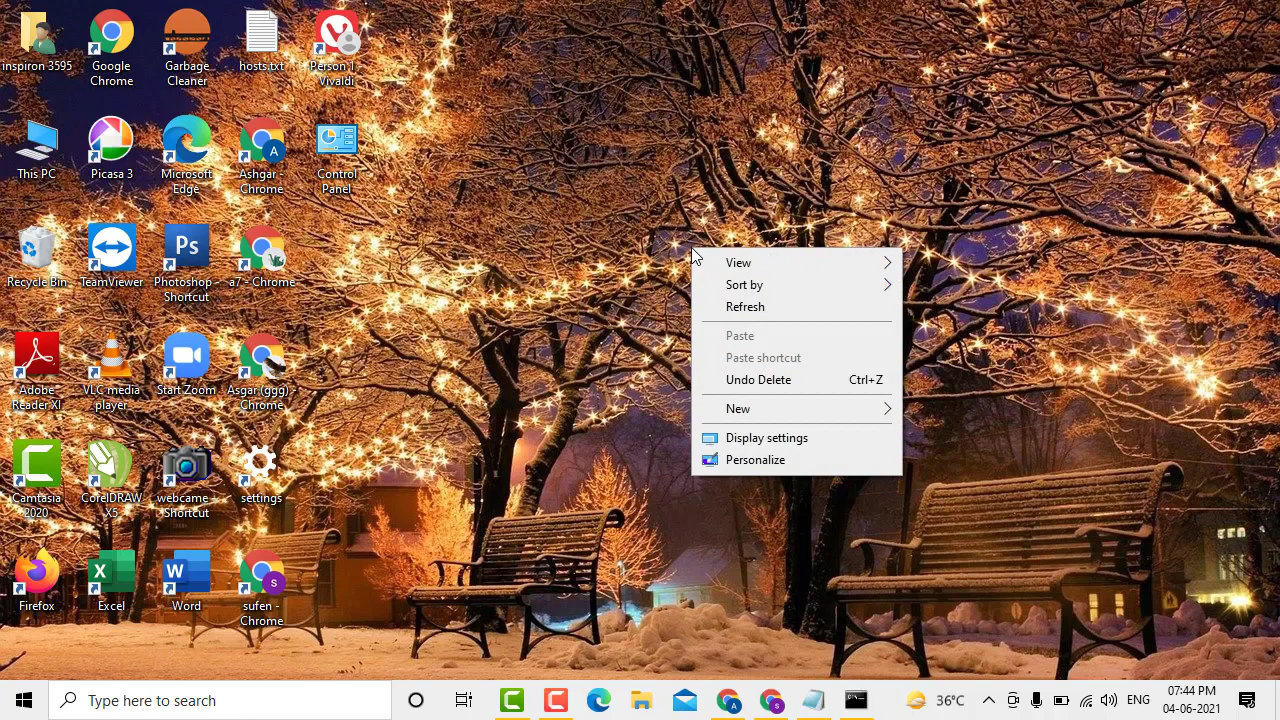 inspiron 3595
Google
Chrome
Garbage
Cleaner
hosts.txt
Person 1 -
Vivaldi
This PC
Picasa 3
Microsoft
Edge
A
Ashgar -
Chrome
Control
Panel
Recycle Bin
TeamViewer
Ps
Photoshop -
Shortcut
a7 - Chrome
Adobe
Reader XI
VLC media
player
Start Zoom
Asgar (ggg) -
Chrome
Camtasia
2020
CorelDRAW
X5
webcame -
Shortcut
settings
Firefox
X
Excel
W
Word
S
sufen -
Chrome
View
Sort by
Refresh
Paste
Paste shortcut
Undo Delete Ctrl+Z
New
Display settings
Personalize
Type here to search
A
S
36°C
ENG
07:44 PM
04-06-2021